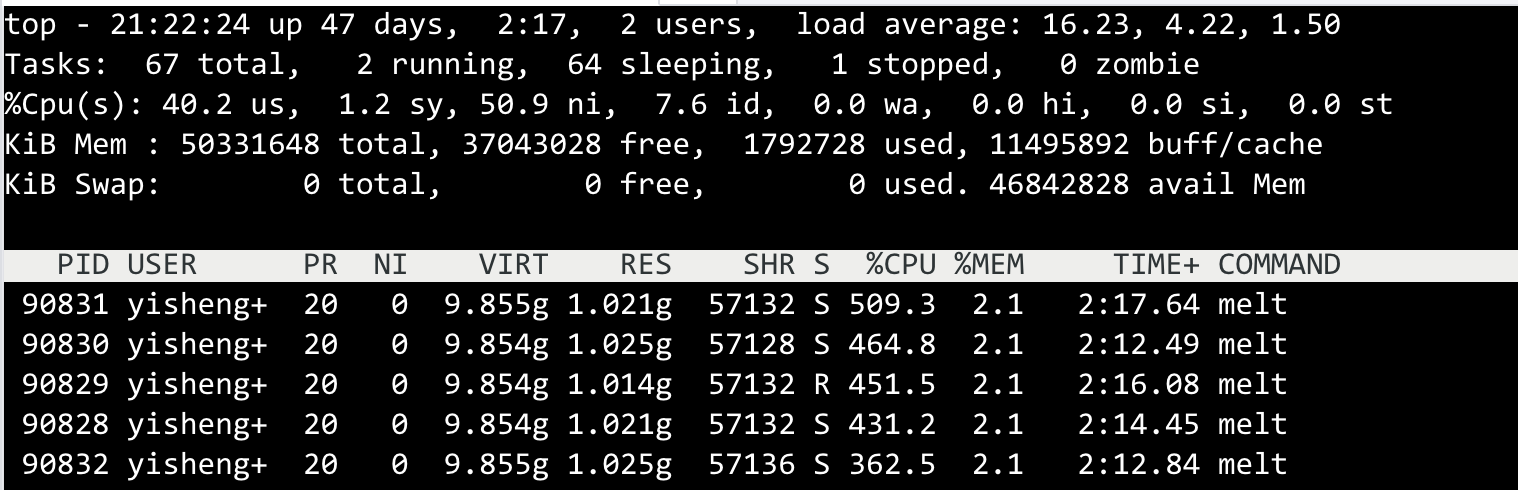 top - 21:22:24 up 47 days,  2:17,  2 users,  load average: 16.23, 4.22, 1.50
Tasks:  67 total,   2 running,  64 sleeping,   1 stopped,   0 zombie
%Cpu(s): 40.2 us,  1.2 sy, 50.9 ni,  7.6 id,  0.0 wa,  0.0 hi,  0.0 si,  0.0 st
KiB Mem : 50331648 total, 37043028 free,  1792728 used, 11495892 buff/cache
KiB Swap:        0 total,        0 free,        0 used. 46842828 avail Mem
   PID USER      PR  NI    VIRT    RES    SHR S  %CPU %MEM     TIME+ COMMAND
 90831 yisheng+  20   0  9.855g 1.021g  57132 S 509.3  2.1   2:17.64 melt
 90830 yisheng+  20   0  9.854g 1.025g  57128 S 464.8  2.1   2:12.49 melt
 90829 yisheng+  20   0  9.854g 1.014g  57132 R 451.5  2.1   2:16.08 melt
 90828 yisheng+  20   0  9.854g 1.021g  57132 S 431.2  2.1   2:14.45 melt
 90832 yisheng+  20   0  9.855g 1.025g  57136 S 362.5  2.1   2:12.84 melt